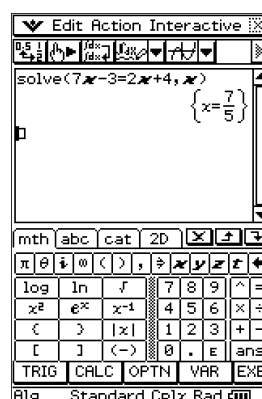 Edit Action Interactive
solve(7x-3=2x+4,x)
{x=7/5}
mth abc cat 2D
π θ i ∞ ( ) , ⇒ x y z t
log ln √ 7 8 9 ^ =
x² eˣ x⁻¹ 4 5 6 × ÷
( ) |x| 1 2 3 + -
[ ] (-) 0 . E ans
TRIG CALC OPTN VAR EXE
Alg Standard Cplx Rad